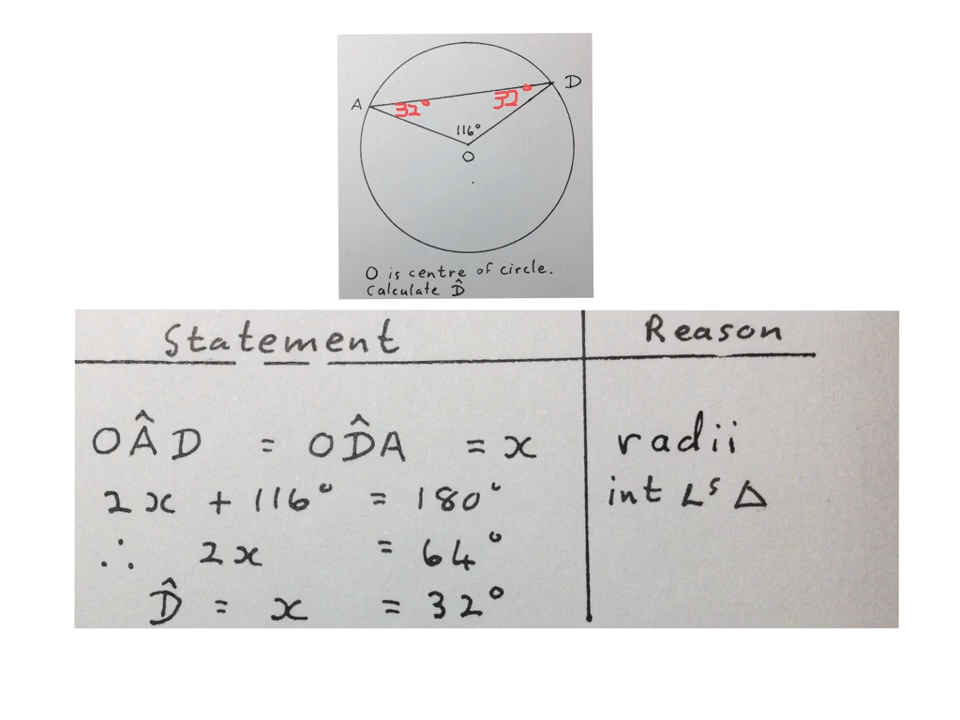 A
D
32°
32°
116°
O
O is centre of circle.
Calculate D̂
Statement
Reason
OÂD = OD̂A = x
radii
2x + 116° = 180°
int ∠ˢ Δ
∴ 2x = 64°
D̂ = x = 32°